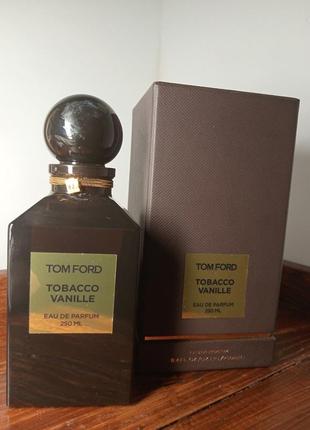 TOM FORD
TOBACCO
VANILLE
EAU DE PARFUM
250 ML
TOM FORD
TOBACCO
VANILLE
EAU DE PARFUM
250 ML